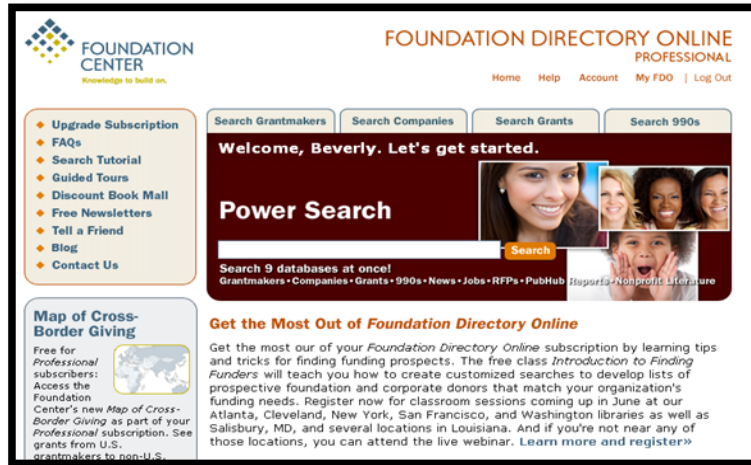 FOUNDATION
CENTER
Knowledge to build on.
FOUNDATION DIRECTORY ONLINE
PROFESSIONAL
Home Help Account My FDO | Log Out
Upgrade Subscription
FAQs
Search Tutorial
Guided Tours
Discount Book Mall
Free Newsletters
Tell a Friend
Blog
Contact Us
Search Grantmakers Search Companies Search Grants Search 990s
Welcome, Beverly. Let's get started.
Power Search
Search
Search 9 databases at once!
Grantmakers•Companies•Grants•990s•News•Jobs•RFPs•PubHub Reports•Nonprofit Literature
Map of Cross-
Border Giving
Free for
Professional
subscribers:
Access the
Foundation
Center's new Map of Cross-
Border Giving as part of your
Professional subscription. See
grants from U.S.
grantmakers to non-U.S.
Get the Most Out of Foundation Directory Online
Get the most our of your Foundation Directory Online subscription by learning tips
and tricks for finding funding prospects. The free class Introduction to Finding
Funders will teach you how to create customized searches to develop lists of
prospective foundation and corporate donors that match your organization's
funding needs. Register now for classroom sessions coming up in June at our
Atlanta, Cleveland, New York, San Francisco, and Washington libraries as well as
Salisbury, MD, and several locations in Louisiana. And if you're not near any of
those locations, you can attend the live webinar. Learn more and register»